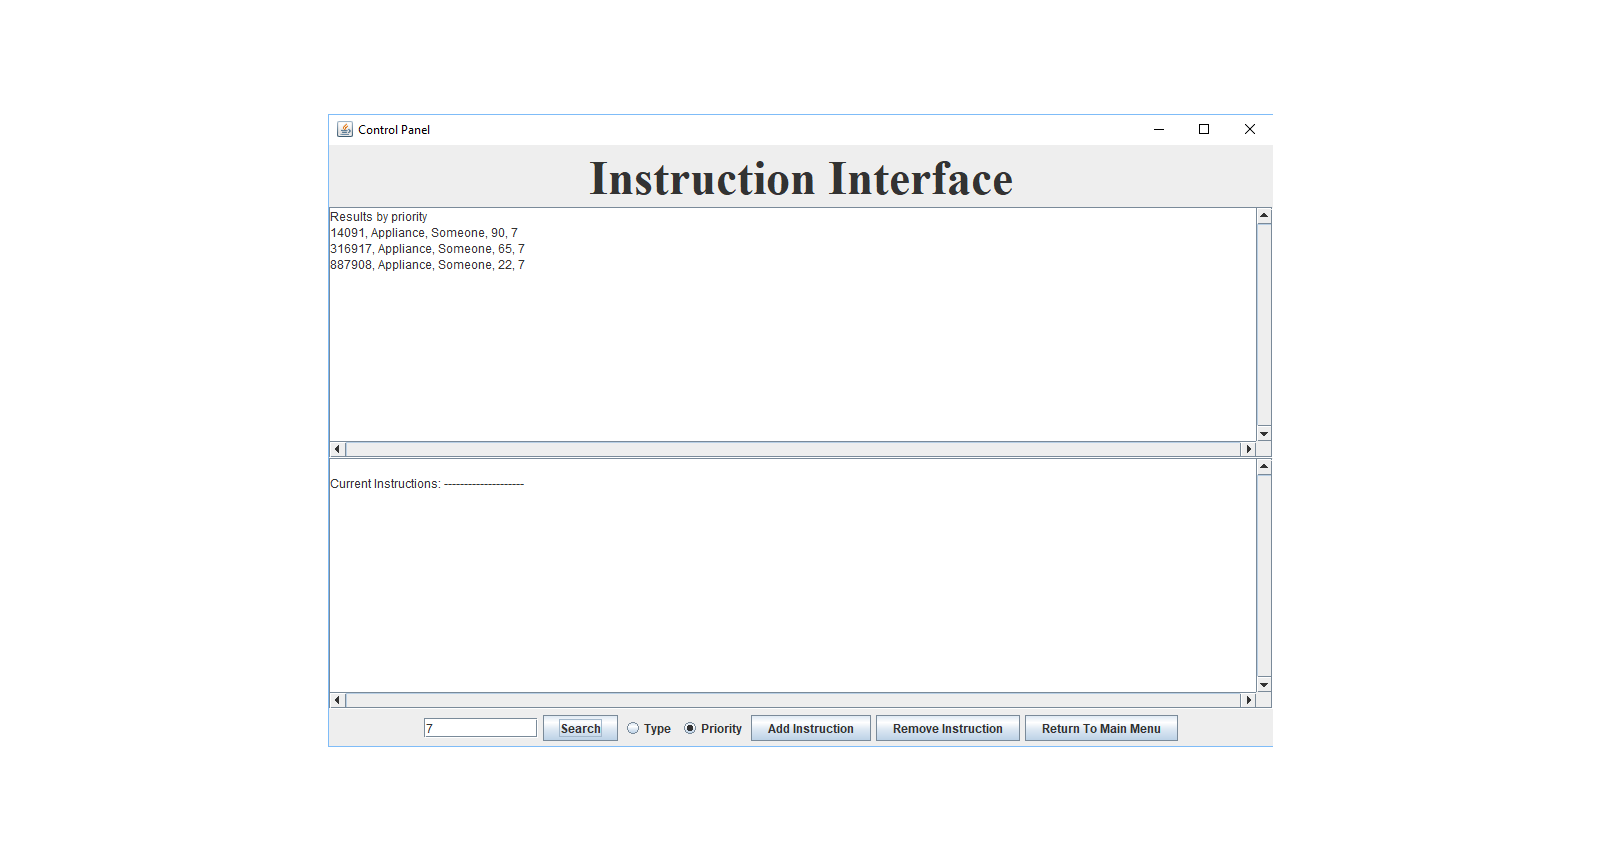 Control Panel
Instruction Interface
Results by priority
14091, Appliance, Someone, 90, 7
316917, Appliance, Someone, 65, 7
887908, Appliance, Someone, 22, 7
Current Instructions: --------------------
7 Search Type Priority Add Instruction Remove Instruction Return To Main Menu